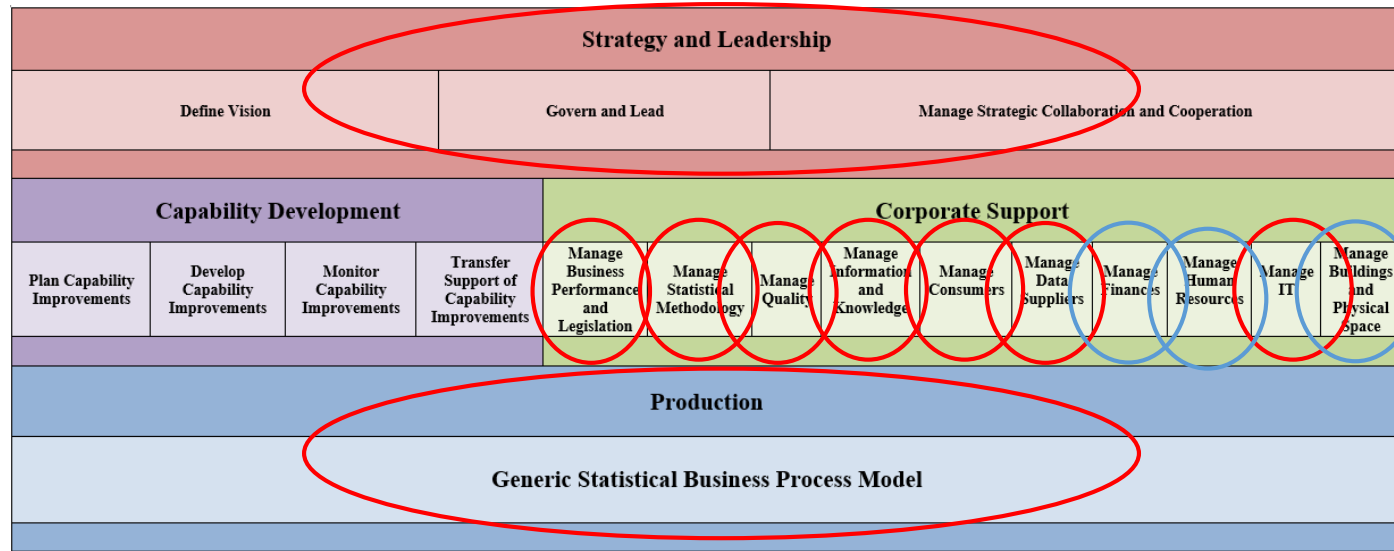 Strategy and Leadership
Define Vision
Govern and Lead
Manage Strategic Collaboration and Cooperation
Capability Development
Corporate Support
Plan Capability
Improvements
Develop
Capability
Improvements
Monitor
Capability
Improvements
Transfer
Support of
Capability
Improvements
Manage
Business
Performance
and
Legislation
Manage
Statistical
Methodology
Manage
Quality
Manage
Information
and
Knowledge
Manage
Consumers
Manage
Data
Suppliers
Manage
Finances
Manage
Human
Resources
Manage
IT
Manage
Buildings
and
Physical
Space
Production
Generic Statistical Business Process Model